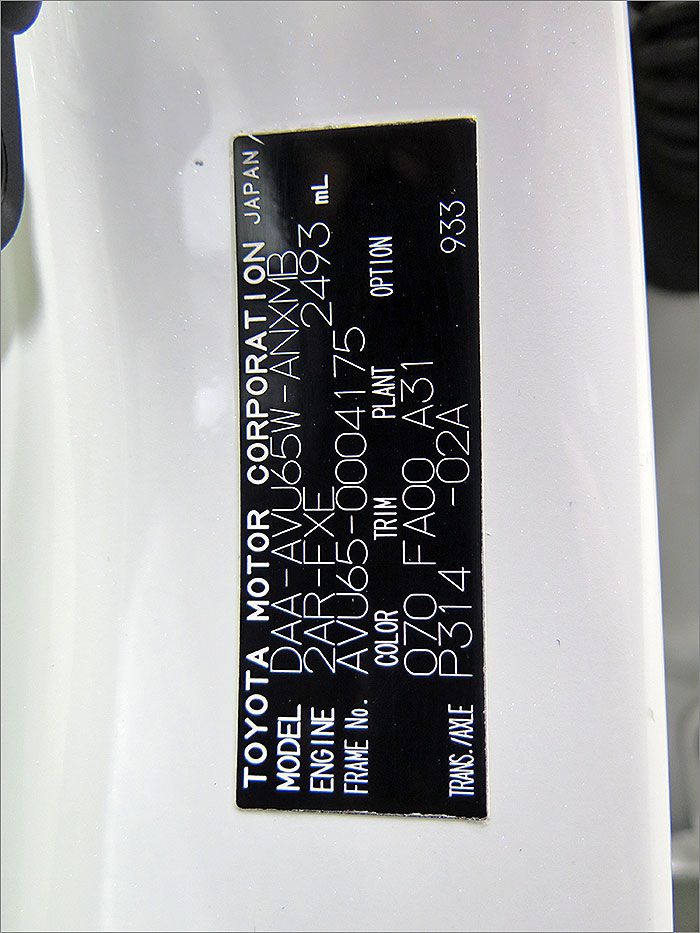 TOYOTA MOTOR CORPORATION JAPAN
MODEL DAA-AVU65W-ANXMB
ENGINE 2AR-FXE 2493 mL
FRAME No. AVU65-0004175
COLOR TRIM PLANT OPTION
070 FA00 A31
TRANS./AXLE P314 -02A 933